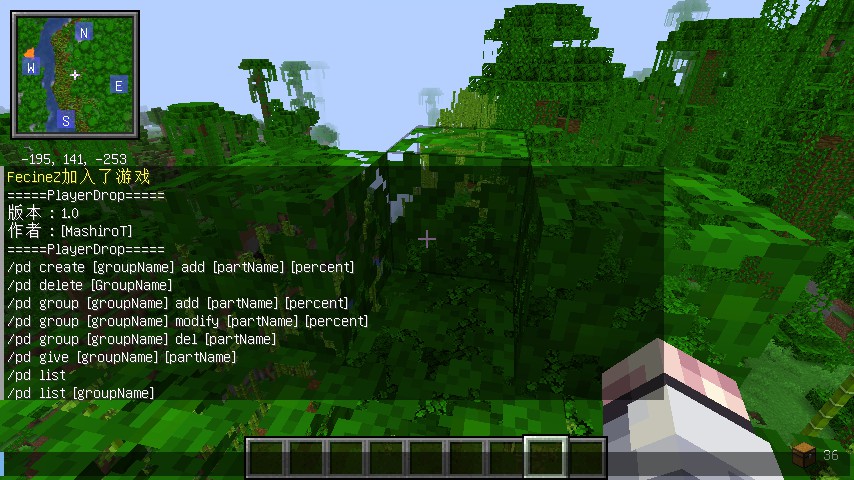 N
W
E
S
-195, 141, -253
FecineZ加入了游戏
=====PlayerDrop=====
版本：1.0
作者：[MashiroT]
=====PlayerDrop=====
/pd create [groupName] add [partName] [percent]
/pd delete [GroupName]
/pd group [groupName] add [partName] [percent]
/pd group [groupName] modify [partName] [percent]
/pd group [groupName] del [partName]
/pd give [groupName] [partName]
/pd list
/pd list [groupName]
36